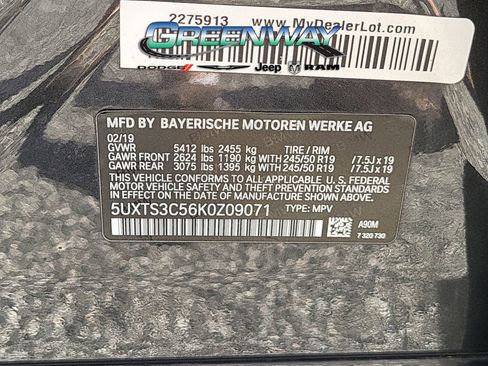 2275913 www.MyDealerLot.com
GREENWAY
DODGE Jeep RAM
MFD BY BAYERISCHE MOTOREN WERKE AG
02/19
GVWR 5412 lbs 2455 kg TIRE / RIM
GAWR FRONT 2624 lbs 1190 kg WITH 245/50 R19 /7.5J x 19
GAWR REAR 3075 lbs 1395 kg WITH 245/50 R19 /7.5J x 19
THIS VEHICLE CONFORMS TO ALL APPLICABLE U. S. FEDERAL
MOTOR VEHICLE SAFETY AND THEFT PREVENTION STANDARDS
IN EFFECT ON THE DATE OF MANUFACTURE SHOWN ABOVE.
5UXTS3C56K0Z09071 TYPE: MPV
A90M
7 320 730